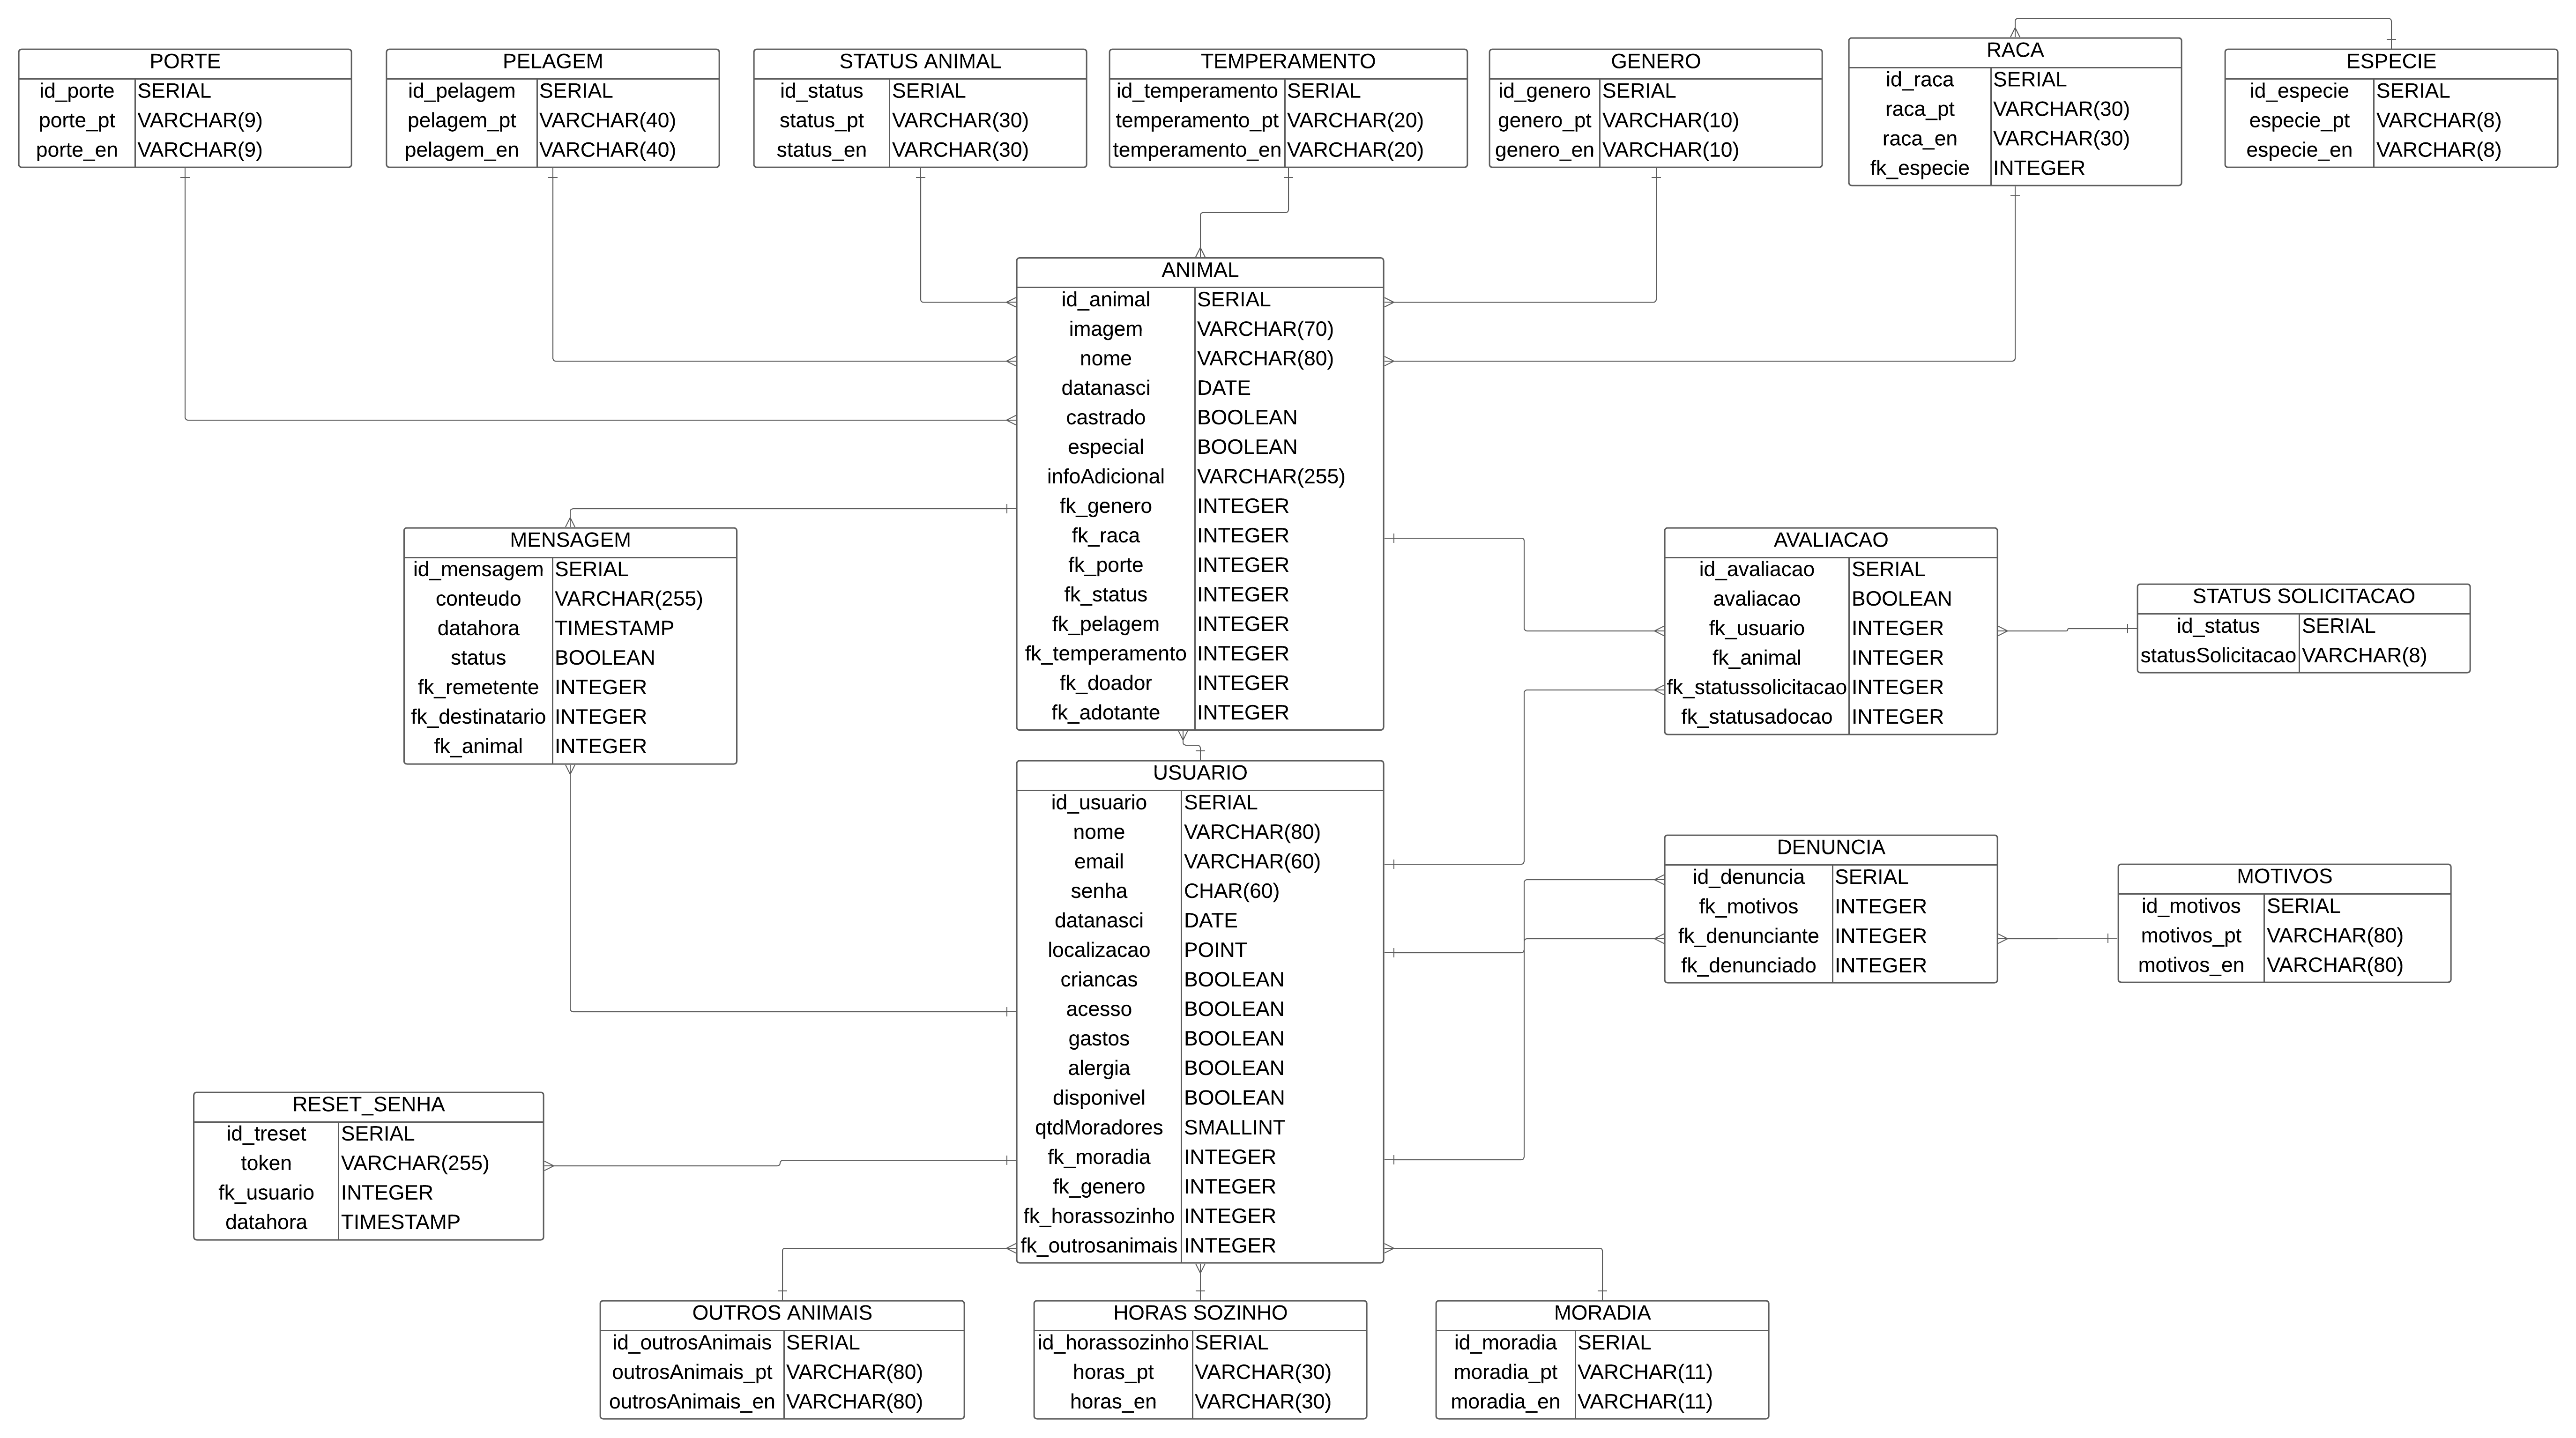 PORTE
id_porte SERIAL
porte_pt VARCHAR(9)
porte_en VARCHAR(9)
PELAGEM
id_pelagem SERIAL
pelagem_pt VARCHAR(40)
pelagem_en VARCHAR(40)
STATUS ANIMAL
id_status SERIAL
status_pt VARCHAR(30)
status_en VARCHAR(30)
TEMPERAMENTO
id_temperamento SERIAL
temperamento_pt VARCHAR(20)
temperamento_en VARCHAR(20)
GENERO
id_genero SERIAL
genero_pt VARCHAR(10)
genero_en VARCHAR(10)
RACA
id_raca SERIAL
raca_pt VARCHAR(30)
raca_en VARCHAR(30)
fk_especie INTEGER
ESPECIE
id_especie SERIAL
especie_pt VARCHAR(8)
especie_en VARCHAR(8)
ANIMAL
id_animal SERIAL
imagem VARCHAR(70)
nome VARCHAR(80)
datanasci DATE
castrado BOOLEAN
especial BOOLEAN
infoAdicional VARCHAR(255)
fk_genero INTEGER
fk_raca INTEGER
fk_porte INTEGER
fk_status INTEGER
fk_pelagem INTEGER
fk_temperamento INTEGER
fk_doador INTEGER
fk_adotante INTEGER
MENSAGEM
id_mensagem SERIAL
conteudo VARCHAR(255)
datahora TIMESTAMP
status BOOLEAN
fk_remetente INTEGER
fk_destinatario INTEGER
fk_animal INTEGER
AVALIACAO
id_avaliacao SERIAL
avaliacao BOOLEAN
fk_usuario INTEGER
fk_animal INTEGER
fk_statussolicitacao INTEGER
fk_statusadocao INTEGER
STATUS SOLICITACAO
id_status SERIAL
statusSolicitacao VARCHAR(8)
USUARIO
id_usuario SERIAL
nome VARCHAR(80)
email VARCHAR(60)
senha CHAR(60)
datanasci DATE
localizacao POINT
criancas BOOLEAN
acesso BOOLEAN
gastos BOOLEAN
alergia BOOLEAN
disponivel BOOLEAN
qtdMoradores SMALLINT
fk_moradia INTEGER
fk_genero INTEGER
fk_horassozinho INTEGER
fk_outrosanimais INTEGER
DENUNCIA
id_denuncia SERIAL
fk_motivos INTEGER
fk_denunciante INTEGER
fk_denunciado INTEGER
MOTIVOS
id_motivos SERIAL
motivos_pt VARCHAR(80)
motivos_en VARCHAR(80)
RESET_SENHA
id_treset SERIAL
token VARCHAR(255)
fk_usuario INTEGER
datahora TIMESTAMP
OUTROS ANIMAIS
id_outrosAnimais SERIAL
outrosAnimais_pt VARCHAR(80)
outrosAnimais_en VARCHAR(80)
HORAS SOZINHO
id_horassozinho SERIAL
horas_pt VARCHAR(30)
horas_en VARCHAR(30)
MORADIA
id_moradia SERIAL
moradia_pt VARCHAR(11)
moradia_en VARCHAR(11)